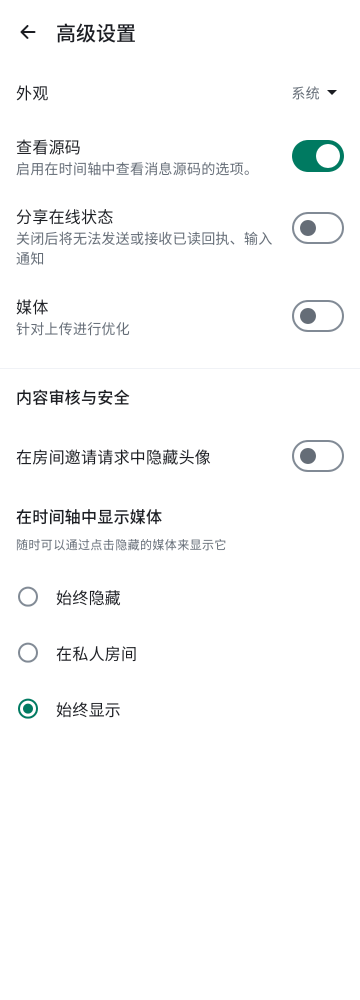 高级设置
外观
系统
查看源码
启用在时间轴中查看消息源码的选项。
分享在线状态
关闭后将无法发送或接收已读回执、输入
通知
媒体
针对上传进行优化
内容审核与安全
在房间邀请请求中隐藏头像
在时间轴中显示媒体
随时可以通过点击隐藏的媒体来显示它
始终隐藏
在私人房间
始终显示